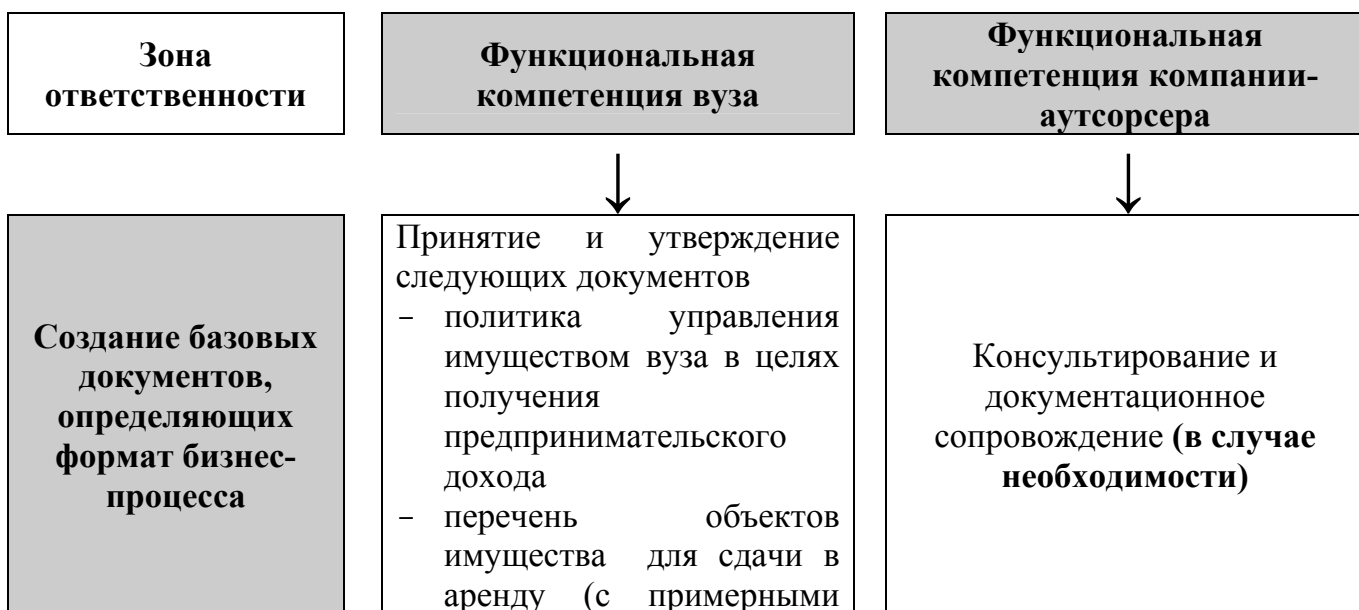 Зона
ответственности
Функциональная
компетенция вуза
Функциональная
компетенция компании-
аутсорсера
Создание базовых
документов,
определяющих
формат бизнес-
процесса
Принятие и утверждение
следующих документов
- политика управления
имуществом вуза в целях
получения
предпринимательского
дохода
- перечень объектов
имущества для сдачи в
аренду (с примерными
Консультирование и
документационное
сопровождение (в случае
необходимости)